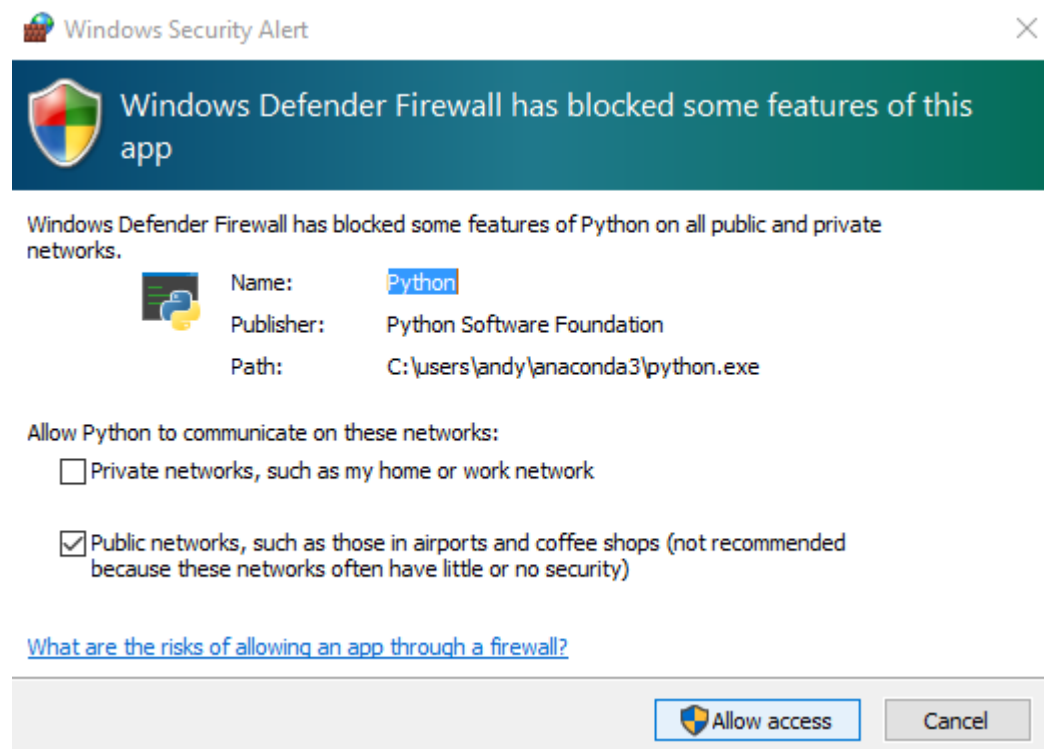 Windows Security Alert
Windows Defender Firewall has blocked some features of this
app
Windows Defender Firewall has blocked some features of Python on all public and private
networks.
Name: Python
Publisher: Python Software Foundation
Path: C:\users\andy\anaconda3\python.exe
Allow Python to communicate on these networks:
Private networks, such as my home or work network
Public networks, such as those in airports and coffee shops (not recommended
because these networks often have little or no security)
What are the risks of allowing an app through a firewall?
Allow access Cancel